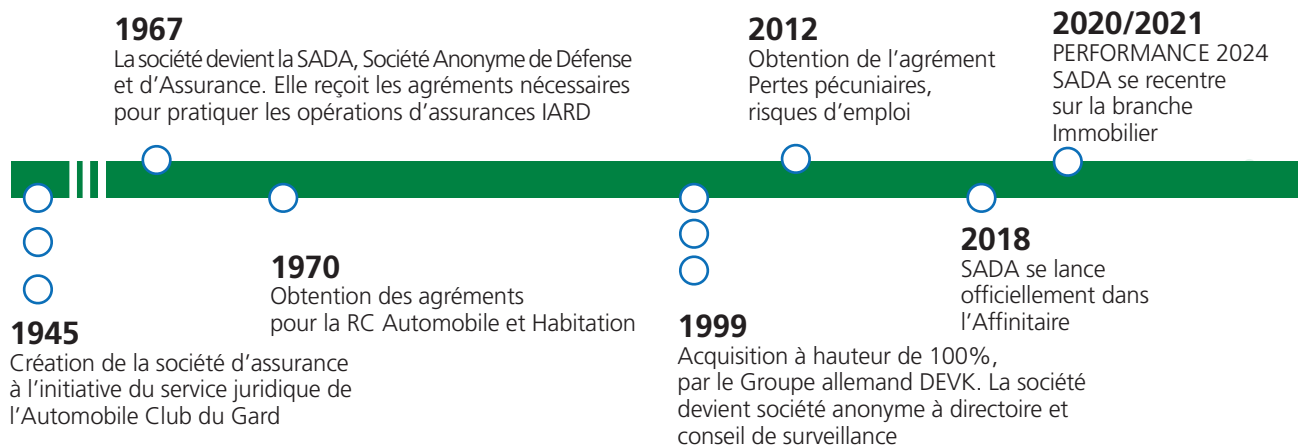 1967
La société devient la SADA, Société Anonyme de Défense
et d'Assurance. Elle reçoit les agréments nécessaires
pour pratiquer les opérations d'assurances IARD
2012
Obtention de l'agrément
Pertes pécuniaires,
risques d'emploi
2020/2021
PERFORMANCE 2024
SADA se recentre
sur la branche
Immobilier
1945
Création de la société d'assurance
à l'initiative du service juridique de
l'Automobile Club du Gard
1970
Obtention des agréments
pour la RC Automobile et Habitation
1999
Acquisition à hauteur de 100%,
par le Groupe allemand DEVK. La société
devient société anonyme à directoire et
conseil de surveillance
2018
SADA se lance
officiellement dans
l'Affinitaire